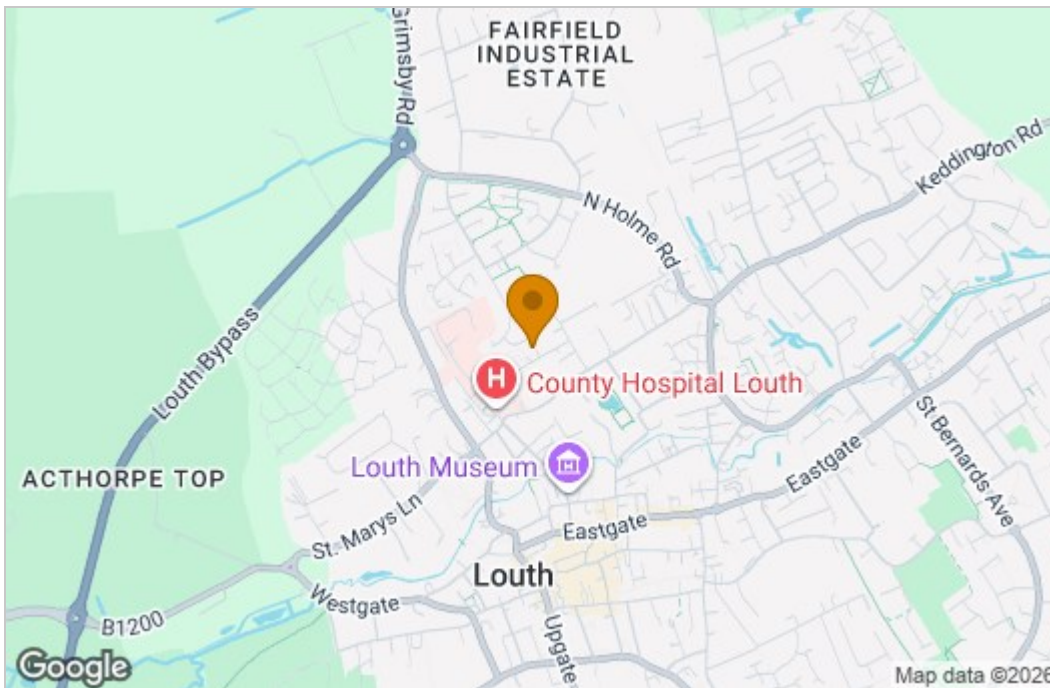 FAIRFIELD
INDUSTRIAL
ESTATE
Grimsby Rd
Keddington Rd
N Holme Rd
Louth Bypass
H
County Hospital Louth
St Bernards Ave
Louth Museum
Eastgate
ACTHORPE TOP
Eastgate
St. Marys Ln
Louth
Westgate
B1200
Upgate
Google
Map data ©2026